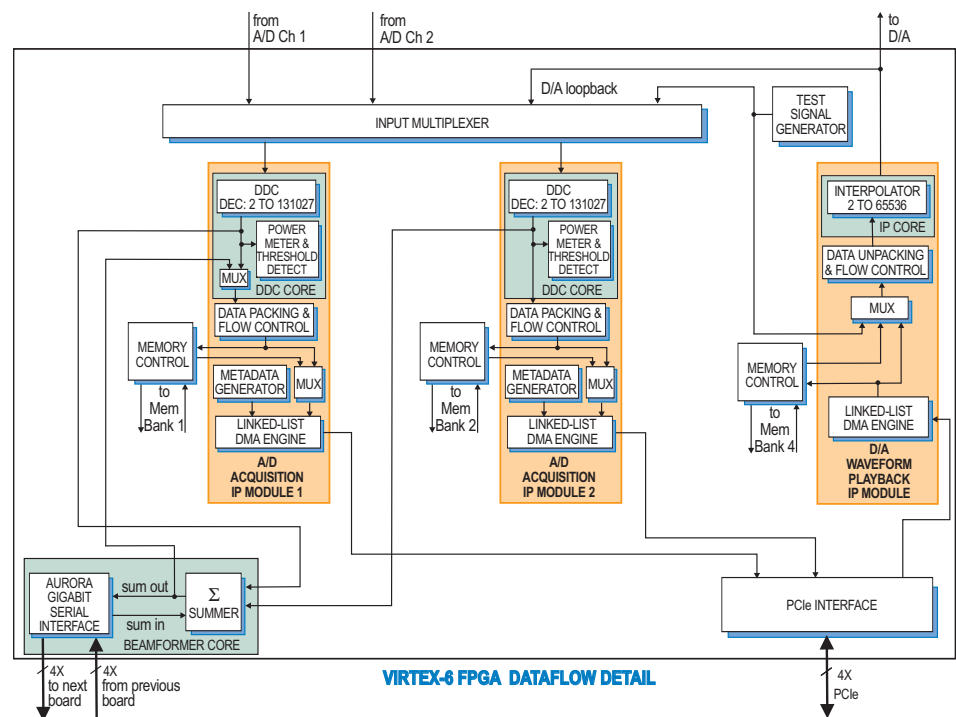 from
A/D Ch 1
from
A/D Ch 2
to
D/A
D/A loopback
INPUT MULTIPLEXER
TEST
SIGNAL
GENERATOR
DDC
DEC: 2 TO 131027
POWER
METER &
THRESHOLD
DETECT
MUX
DDC CORE
DATA PACKING &
FLOW CONTROL
MEMORY
CONTROL
METADATA
GENERATOR
MUX
to
Mem
Bank 1
LINKED-LIST
DMA ENGINE
A/D
ACQUISITION
IP MODULE 1
DDC
DEC: 2 TO 131027
POWER
METER &
THRESHOLD
DETECT
DDC CORE
DATA PACKING &
FLOW CONTROL
MEMORY
CONTROL
METADATA
GENERATOR
MUX
to
Mem
Bank 2
LINKED-LIST
DMA ENGINE
A/D
ACQUISITION
IP MODULE 2
INTERPOLATOR
2 TO 65536
IP CORE
DATA UNPACKING
& FLOW CONTROL
MUX
MEMORY
CONTROL
to
Mem
Bank 4
LINKED-LIST
DMA ENGINE
D/A
WAVEFORM
PLAYBACK
IP MODULE
AURORA
GIGABIT
SERIAL
INTERFACE
sum out
sum in
Σ
SUMMER
BEAMFORMER CORE
PCIe INTERFACE
4X
to next
board
4X
from previous
board
VIRTEX-6 FPGA DATAFLOW DETAIL
4X
PCIe